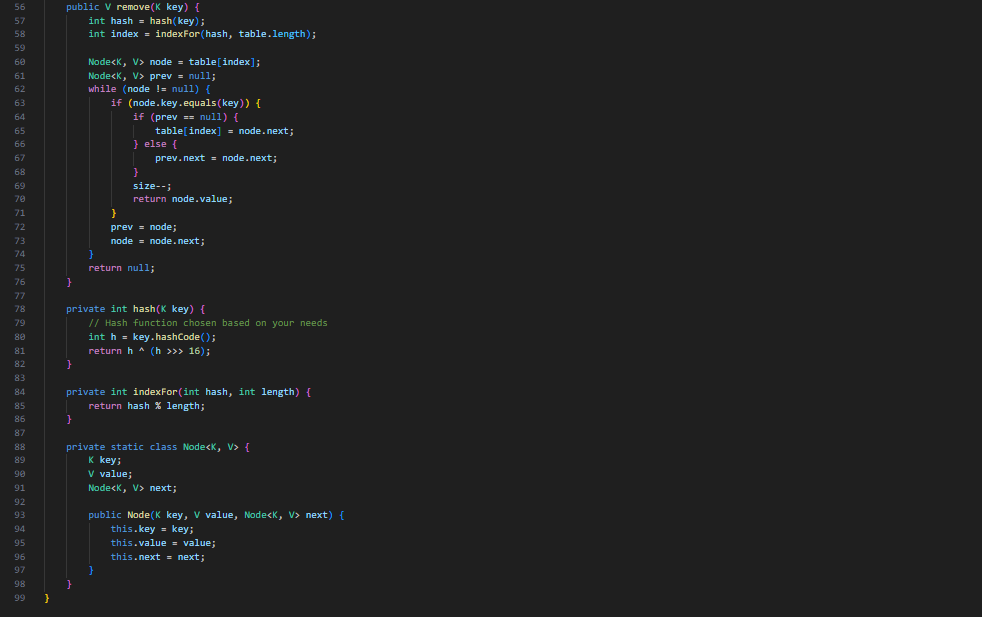 56 public V remove(K key) {
57 int hash = hash(key);
58 int index = indexFor(hash, table.length);
59
60 Node<K, V> node = table[index];
61 Node<K, V> prev = null;
62 while (node != null) {
63 if (node.key.equals(key)) {
64 if (prev == null) {
65 table[index] = node.next;
66 } else {
67 prev.next = node.next;
68 }
69 size--;
70 return node.value;
71 }
72 prev = node;
73 node = node.next;
74 }
75 return null;
76 }
77
78 private int hash(K key) {
79 // Hash function chosen based on your needs
80 int h = key.hashCode();
81 return h ^ (h >>> 16);
82 }
83
84 private int indexFor(int hash, int length) {
85 return hash % length;
86 }
87
88 private static class Node<K, V> {
89 K key;
90 V value;
91 Node<K, V> next;
92
93 public Node(K key, V value, Node<K, V> next) {
94 this.key = key;
95 this.value = value;
96 this.next = next;
97 }
98 }
99 }